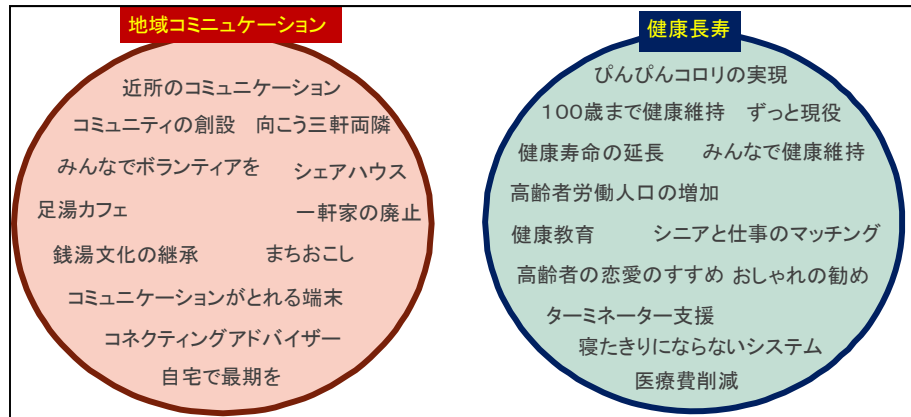 地域コミニュケーション
近所のコミュニケーション
コミュニティの創設 向こう三軒両隣
みんなでボランティアを シェアハウス
足湯カフェ 一軒家の廃止
銭湯文化の継承 まちおこし
コミュニケーションがとれる端末
コネクティングアドバイザー
自宅で最期を
健康長寿
ぴんぴんコロリの実現
100歳まで健康維持 ずっと現役
健康寿命の延長 みんなで健康維持
高齢者労働人口の増加
健康教育 シニアと仕事のマッチング
高齢者の恋愛のすすめ おしゃれの勧め
ターミネーター支援
寝たきりにならないシステム
医療費削減